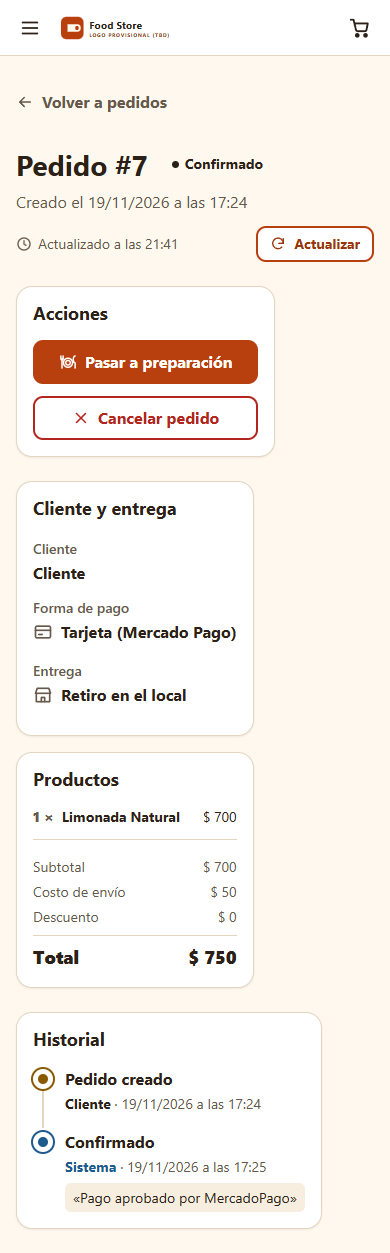 Food Store
LOGO PROVISIONAL (TBD)
← Volver a pedidos
Pedido #7 • Confirmado
Creado el 19/11/2026 a las 17:24
Actualizado a las 21:41 Actualizar
Acciones
Pasar a preparación
Cancelar pedido
Cliente y entrega
Cliente
Cliente
Forma de pago
Tarjeta (Mercado Pago)
Entrega
Retiro en el local
Productos
1 × Limonada Natural $ 700
Subtotal $ 700
Costo de envío $ 50
Descuento $ 0
Total $ 750
Historial
Pedido creado
Cliente · 19/11/2026 a las 17:24
Confirmado
Sistema · 19/11/2026 a las 17:25
«Pago aprobado por MercadoPago»